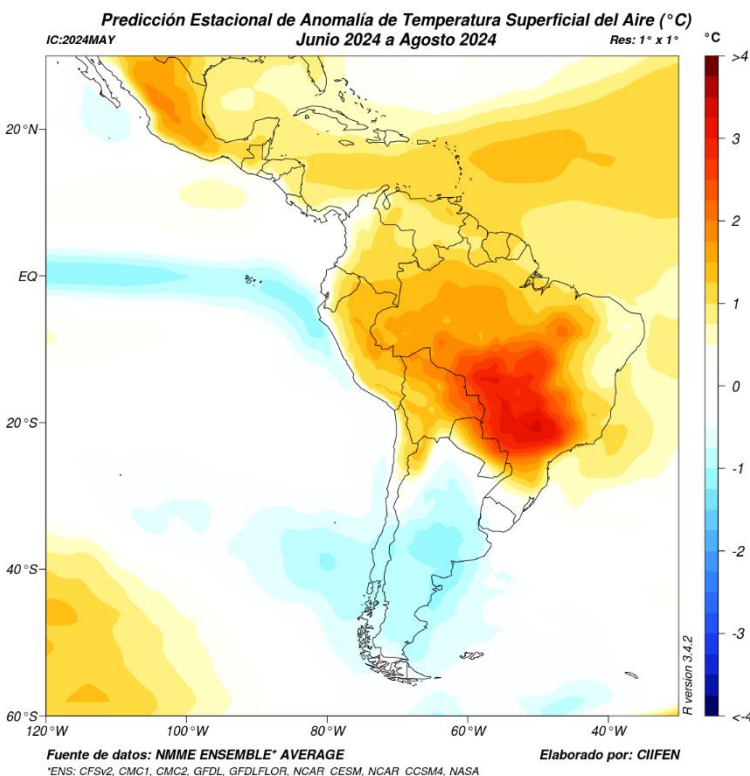 Predicción Estacional de Anomalía de Temperatura Superficial del Aire (°C)
IC:2024MAY Junio 2024 a Agosto 2024 Res: 1° x 1° °C
>4
3
2
1
0
-1
-2
-3
<-4
20°N
EQ
20°S
40°S
60°S
120°W 100°W 80°W 60°W 40°W
R version 3.4.2
Fuente de datos: NMME ENSEMBLE* AVERAGE Elaborado por: CIIFEN
*ENS: CFSv2, CMC1, CMC2, GFDL, GFDLFLOR, NCAR_CESM, NCAR_CCSM4, NASA